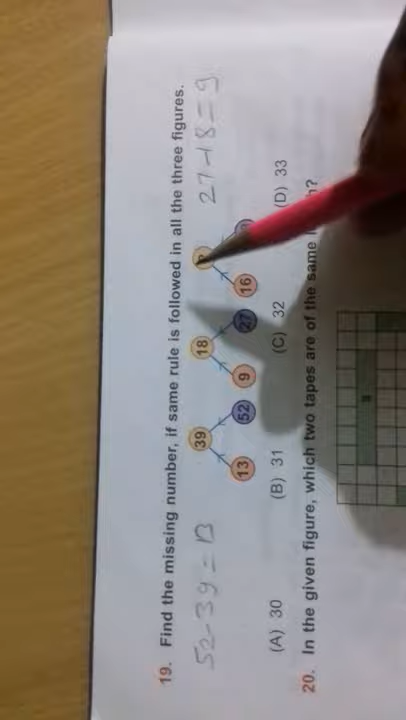 19. Find the missing number, if same rule is followed in all the three figures.
52-39=13
27-18=9
39 18
13 52 9 27 16
(A) 30 (B) 31 (C) 32 (D) 33
20. In the given figure, which two tapes are of the same